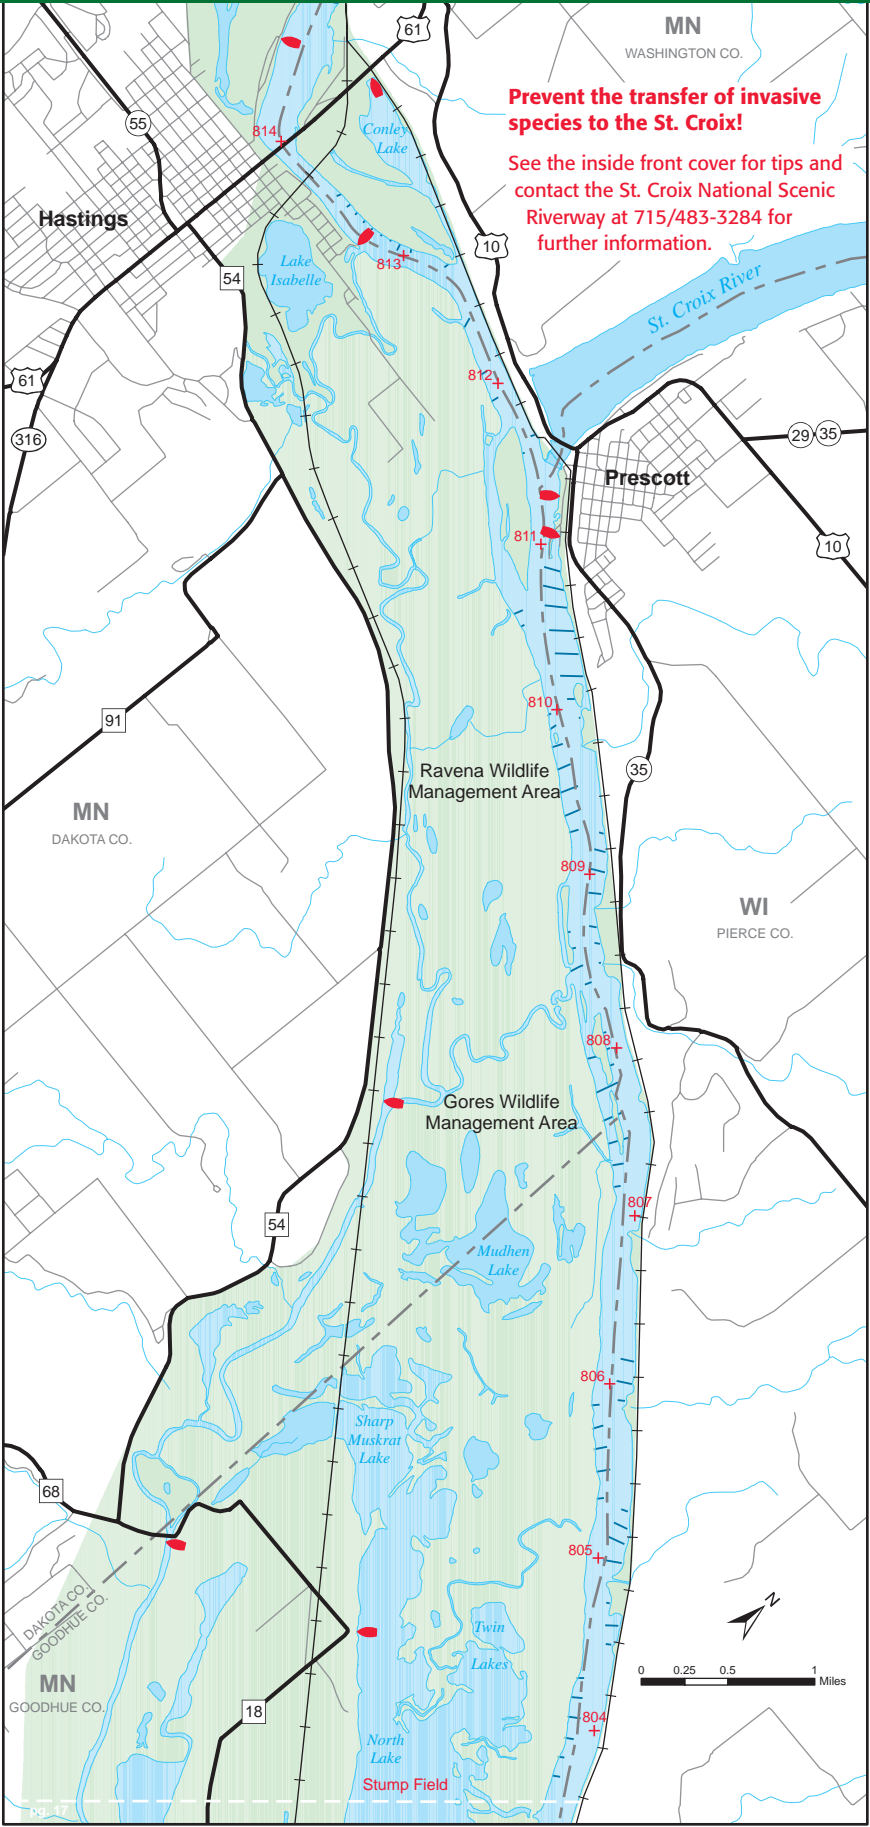 61
MN
WASHINGTON CO.
Prevent the transfer of invasive
species to the St. Croix!
See the inside front cover for tips and
contact the St. Croix National Scenic
Riverway at 715/483-3284 for
further information.
55
814
Conley
Lake
Hastings
10
813
54
Lake
Isabelle
St. Croix River
61
812
316
29
35
Prescott
811
10
810
91
Ravena Wildlife
Management Area
35
MN
DAKOTA CO.
809
WI
PIERCE CO.
808
Gores Wildlife
Management Area
807
54
Mudhen
Lake
806
Sharp
Muskrat
Lake
68
805
DAKOTA CO.
GOODHUE CO.
N
Twin
Lakes
MN
GOODHUE CO.
0 0.25 0.5 1
Miles
18
804
North
Lake
Stump Field
pg. 17